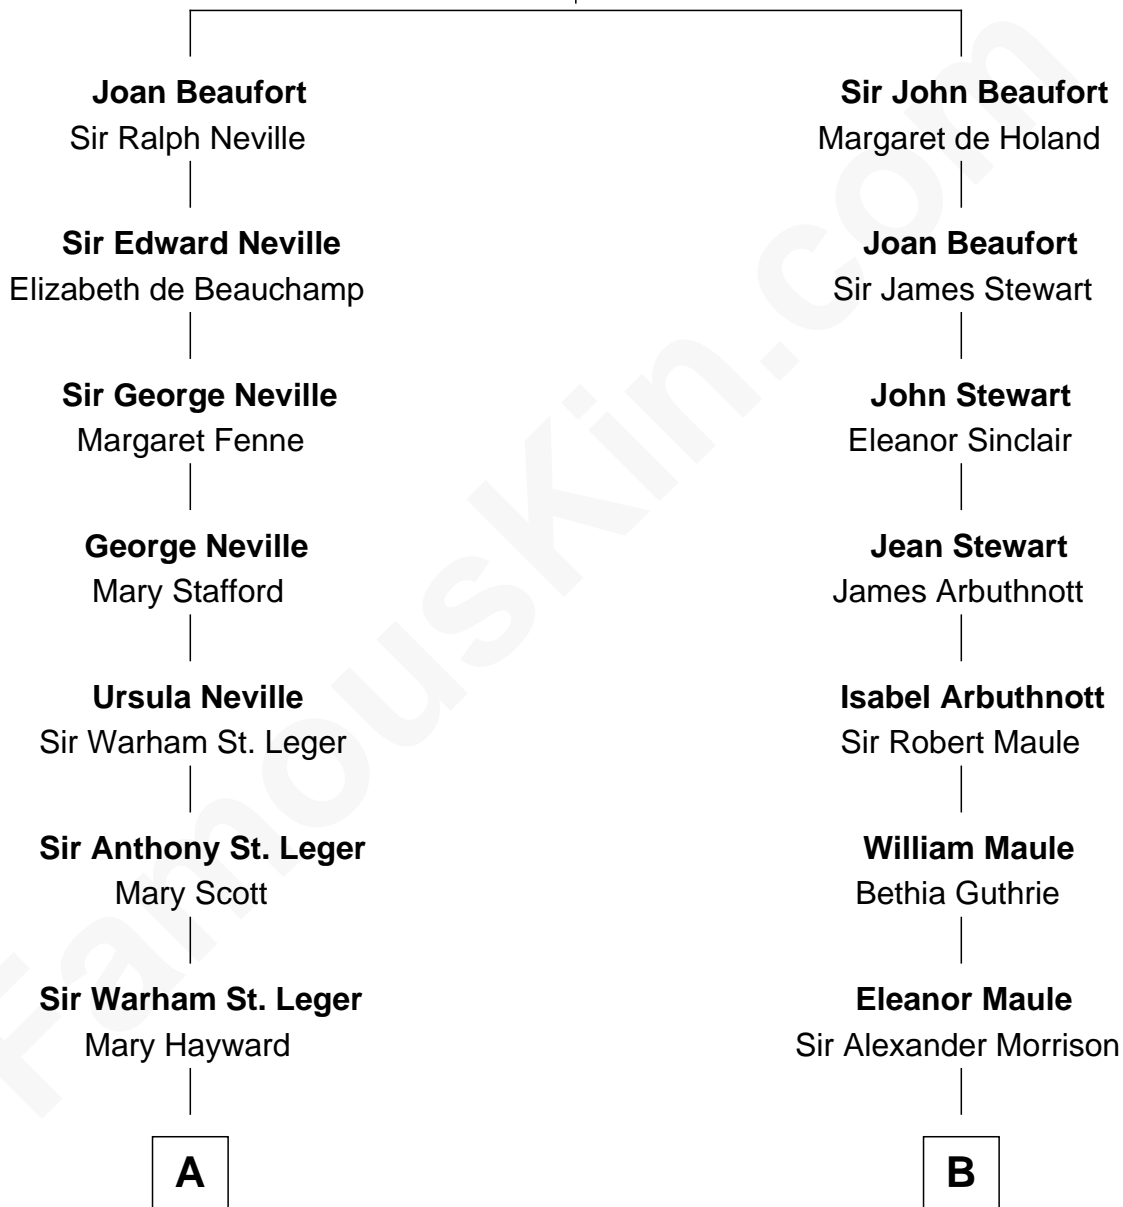 Joan Beaufort
Sir Ralph Neville
Sir Edward Neville
Elizabeth de Beauchamp
Sir George Neville
Margaret Fenne
George Neville
Mary Stafford
Ursula Neville
Sir Warham St. Leger
Sir Anthony St. Leger
Mary Scott
Sir Warham St. Leger
Mary Hayward
A
Sir John Beaufort
Margaret de Holand
Joan Beaufort
Sir James Stewart
John Stewart
Eleanor Sinclair
Jean Stewart
James Arbuthnott
Isabel Arbuthnott
Sir Robert Maule
William Maule
Bethia Guthrie
Eleanor Maule
Sir Alexander Morrison
B
FamousKin.com